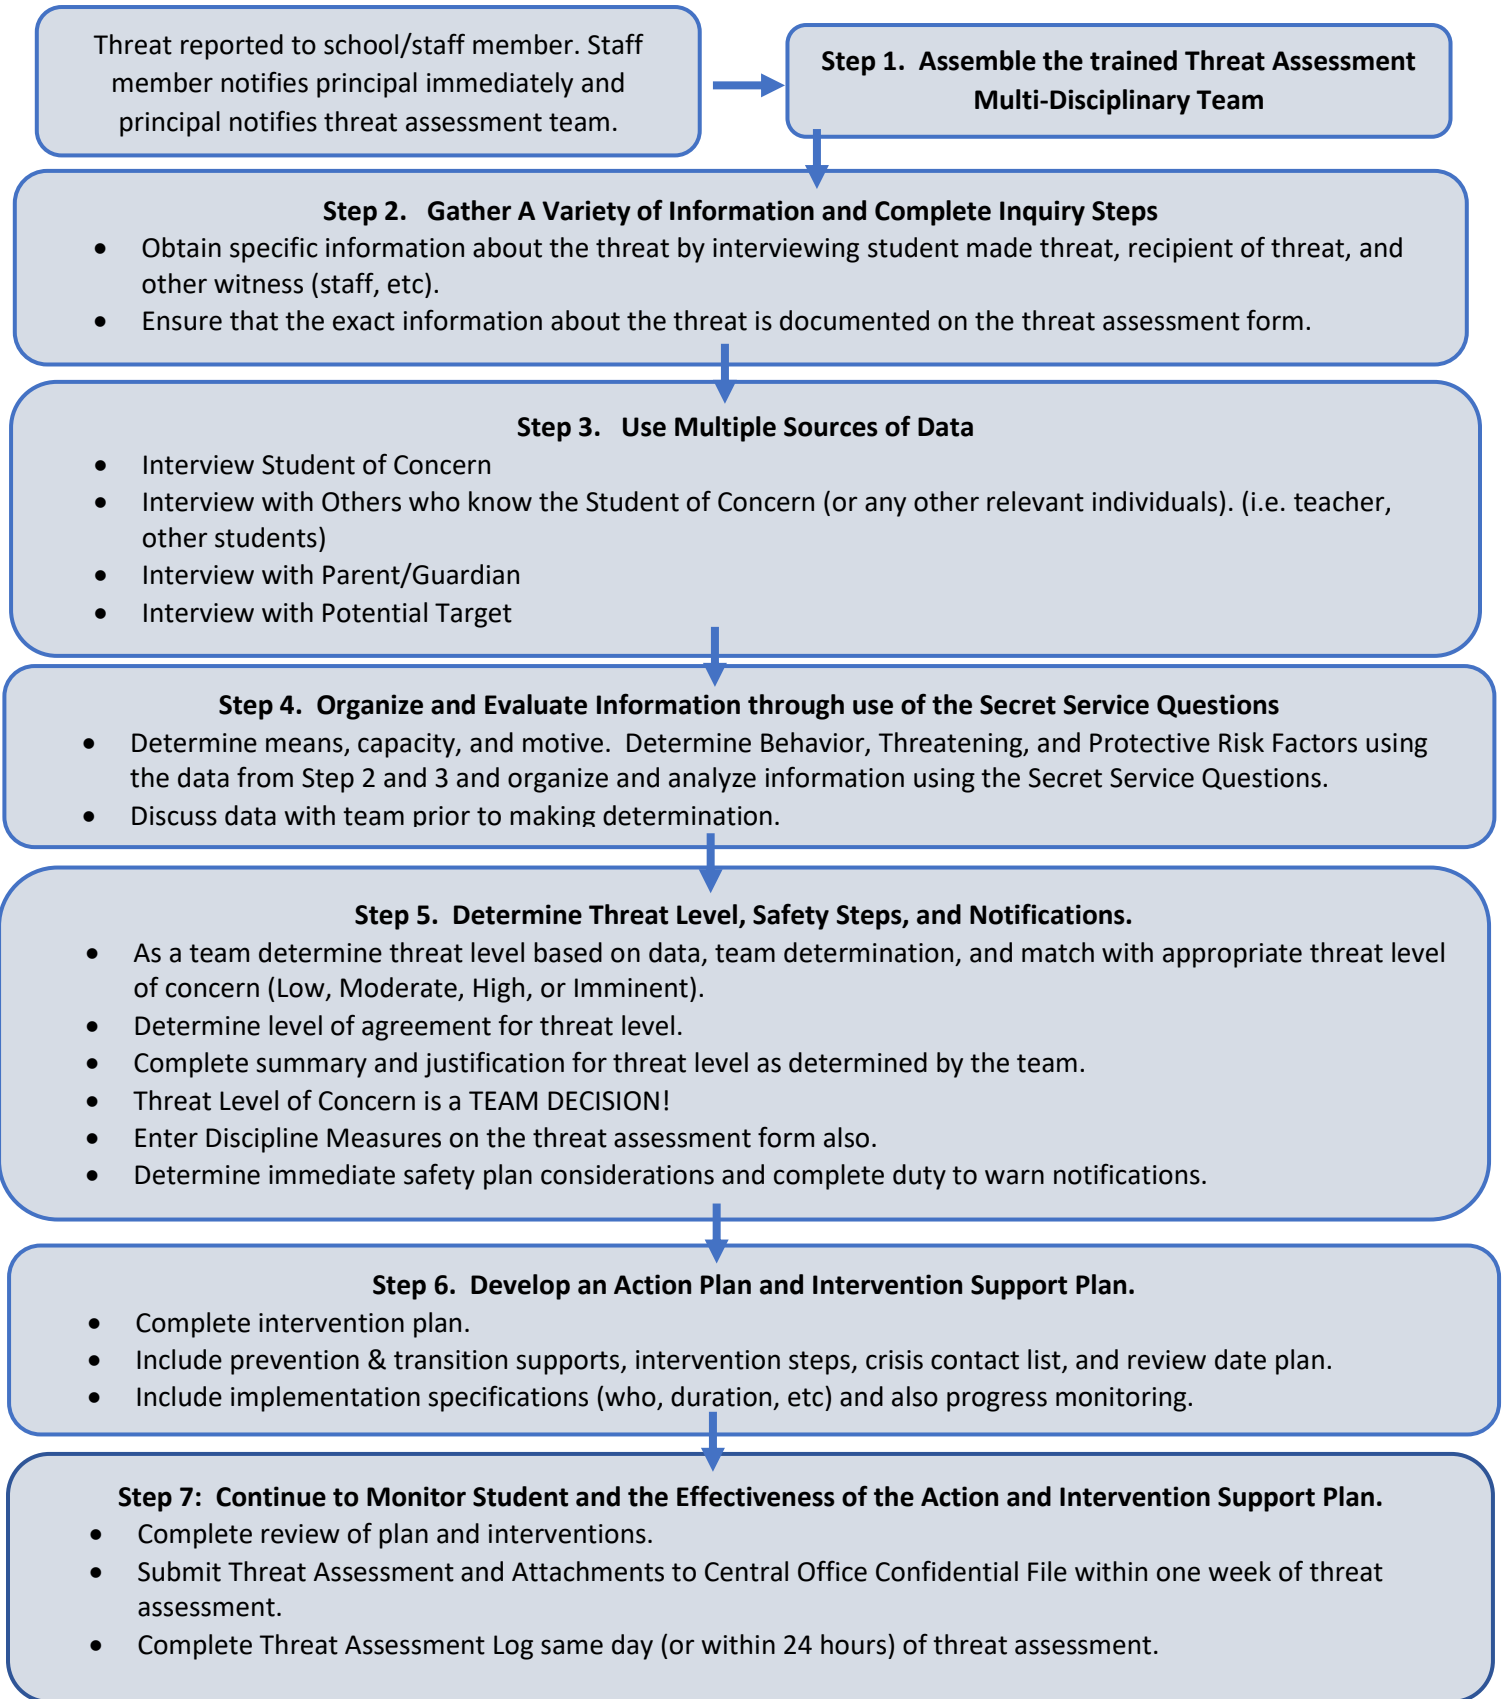 Threat reported to school/staff member. Staff
member notifies principal immediately and
principal notifies threat assessment team.
Step 1.  Assemble the trained Threat Assessment
Multi-Disciplinary Team
Step 2.   Gather A Variety of Information and Complete Inquiry Steps
• Obtain specific information about the threat by interviewing student made threat, recipient of threat, and
other witness (staff, etc).
• Ensure that the exact information about the threat is documented on the threat assessment form.
Step 3.   Use Multiple Sources of Data
• Interview Student of Concern
• Interview with Others who know the Student of Concern (or any other relevant individuals). (i.e. teacher,
other students)
• Interview with Parent/Guardian
• Interview with Potential Target
Step 4.  Organize and Evaluate Information through use of the Secret Service Questions
• Determine means, capacity, and motive.  Determine Behavior, Threatening, and Protective Risk Factors using
the data from Step 2 and 3 and organize and analyze information using the Secret Service Questions.
• Discuss data with team prior to making determination.
Step 5.  Determine Threat Level, Safety Steps, and Notifications.
• As a team determine threat level based on data, team determination, and match with appropriate threat level
of concern (Low, Moderate, High, or Imminent).
• Determine level of agreement for threat level.
• Complete summary and justification for threat level as determined by the team.
• Threat Level of Concern is a TEAM DECISION!
• Enter Discipline Measures on the threat assessment form also.
• Determine immediate safety plan considerations and complete duty to warn notifications.
Step 6.  Develop an Action Plan and Intervention Support Plan.
• Complete intervention plan.
• Include prevention & transition supports, intervention steps, crisis contact list, and review date plan.
• Include implementation specifications (who, duration, etc) and also progress monitoring.
Step 7:  Continue to Monitor Student and the Effectiveness of the Action and Intervention Support Plan.
• Complete review of plan and interventions.
• Submit Threat Assessment and Attachments to Central Office Confidential File within one week of threat
assessment.
• Complete Threat Assessment Log same day (or within 24 hours) of threat assessment.